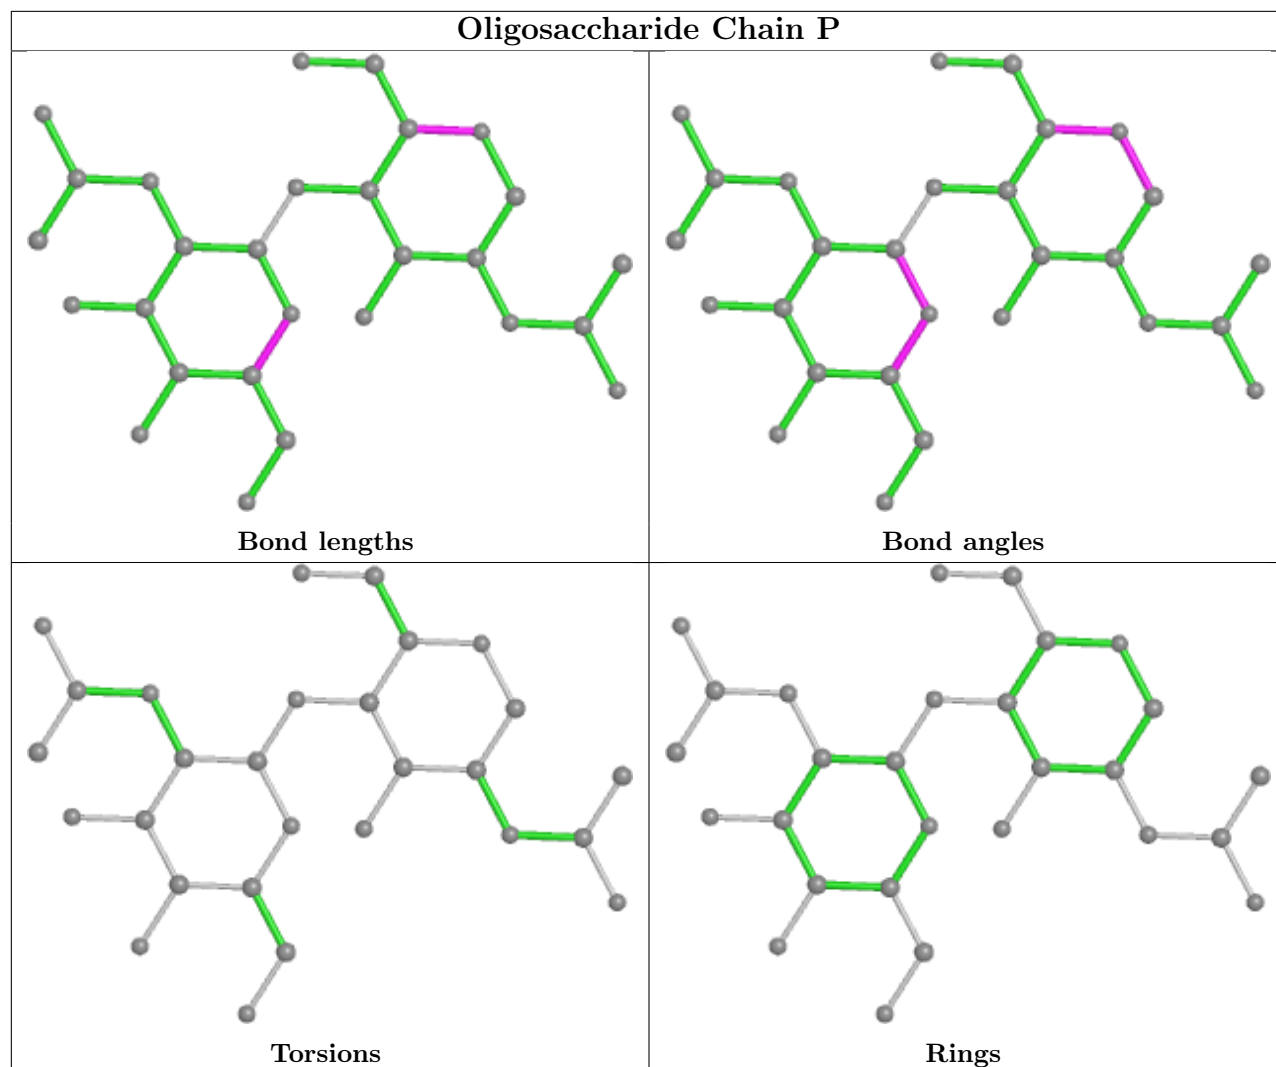 Oligosaccharide Chain P
Bond lengths
Bond angles
Torsions
Rings